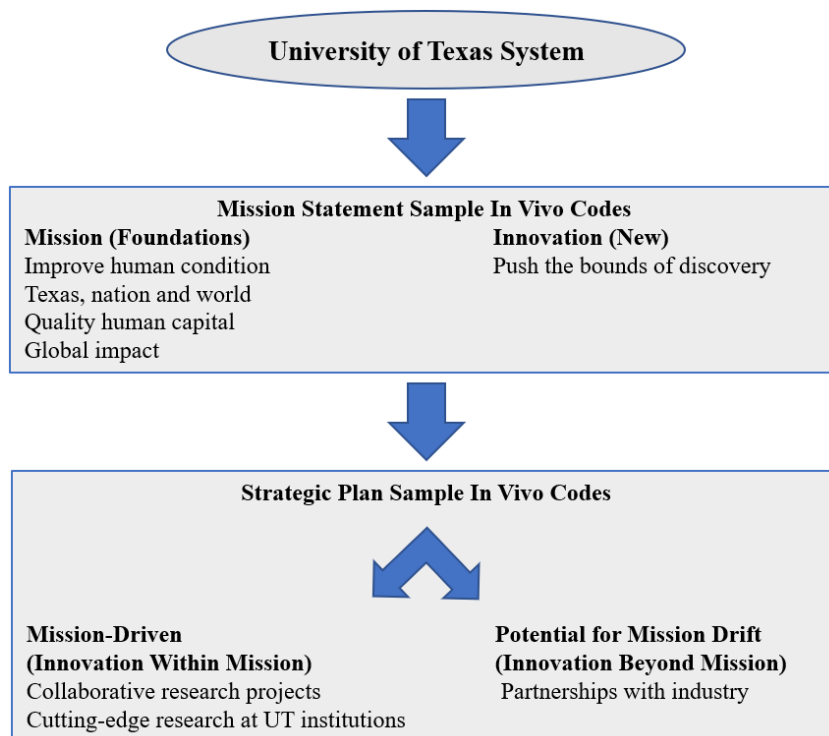 University of Texas System
Mission Statement Sample In Vivo Codes
Mission (Foundations)
Improve human condition
Texas, nation and world
Quality human capital
Global impact
Innovation (New)
Push the bounds of discovery
Strategic Plan Sample In Vivo Codes
Mission-Driven
(Innovation Within Mission)
Collaborative research projects
Cutting-edge research at UT institutions
Potential for Mission Drift
(Innovation Beyond Mission)
Partnerships with industry